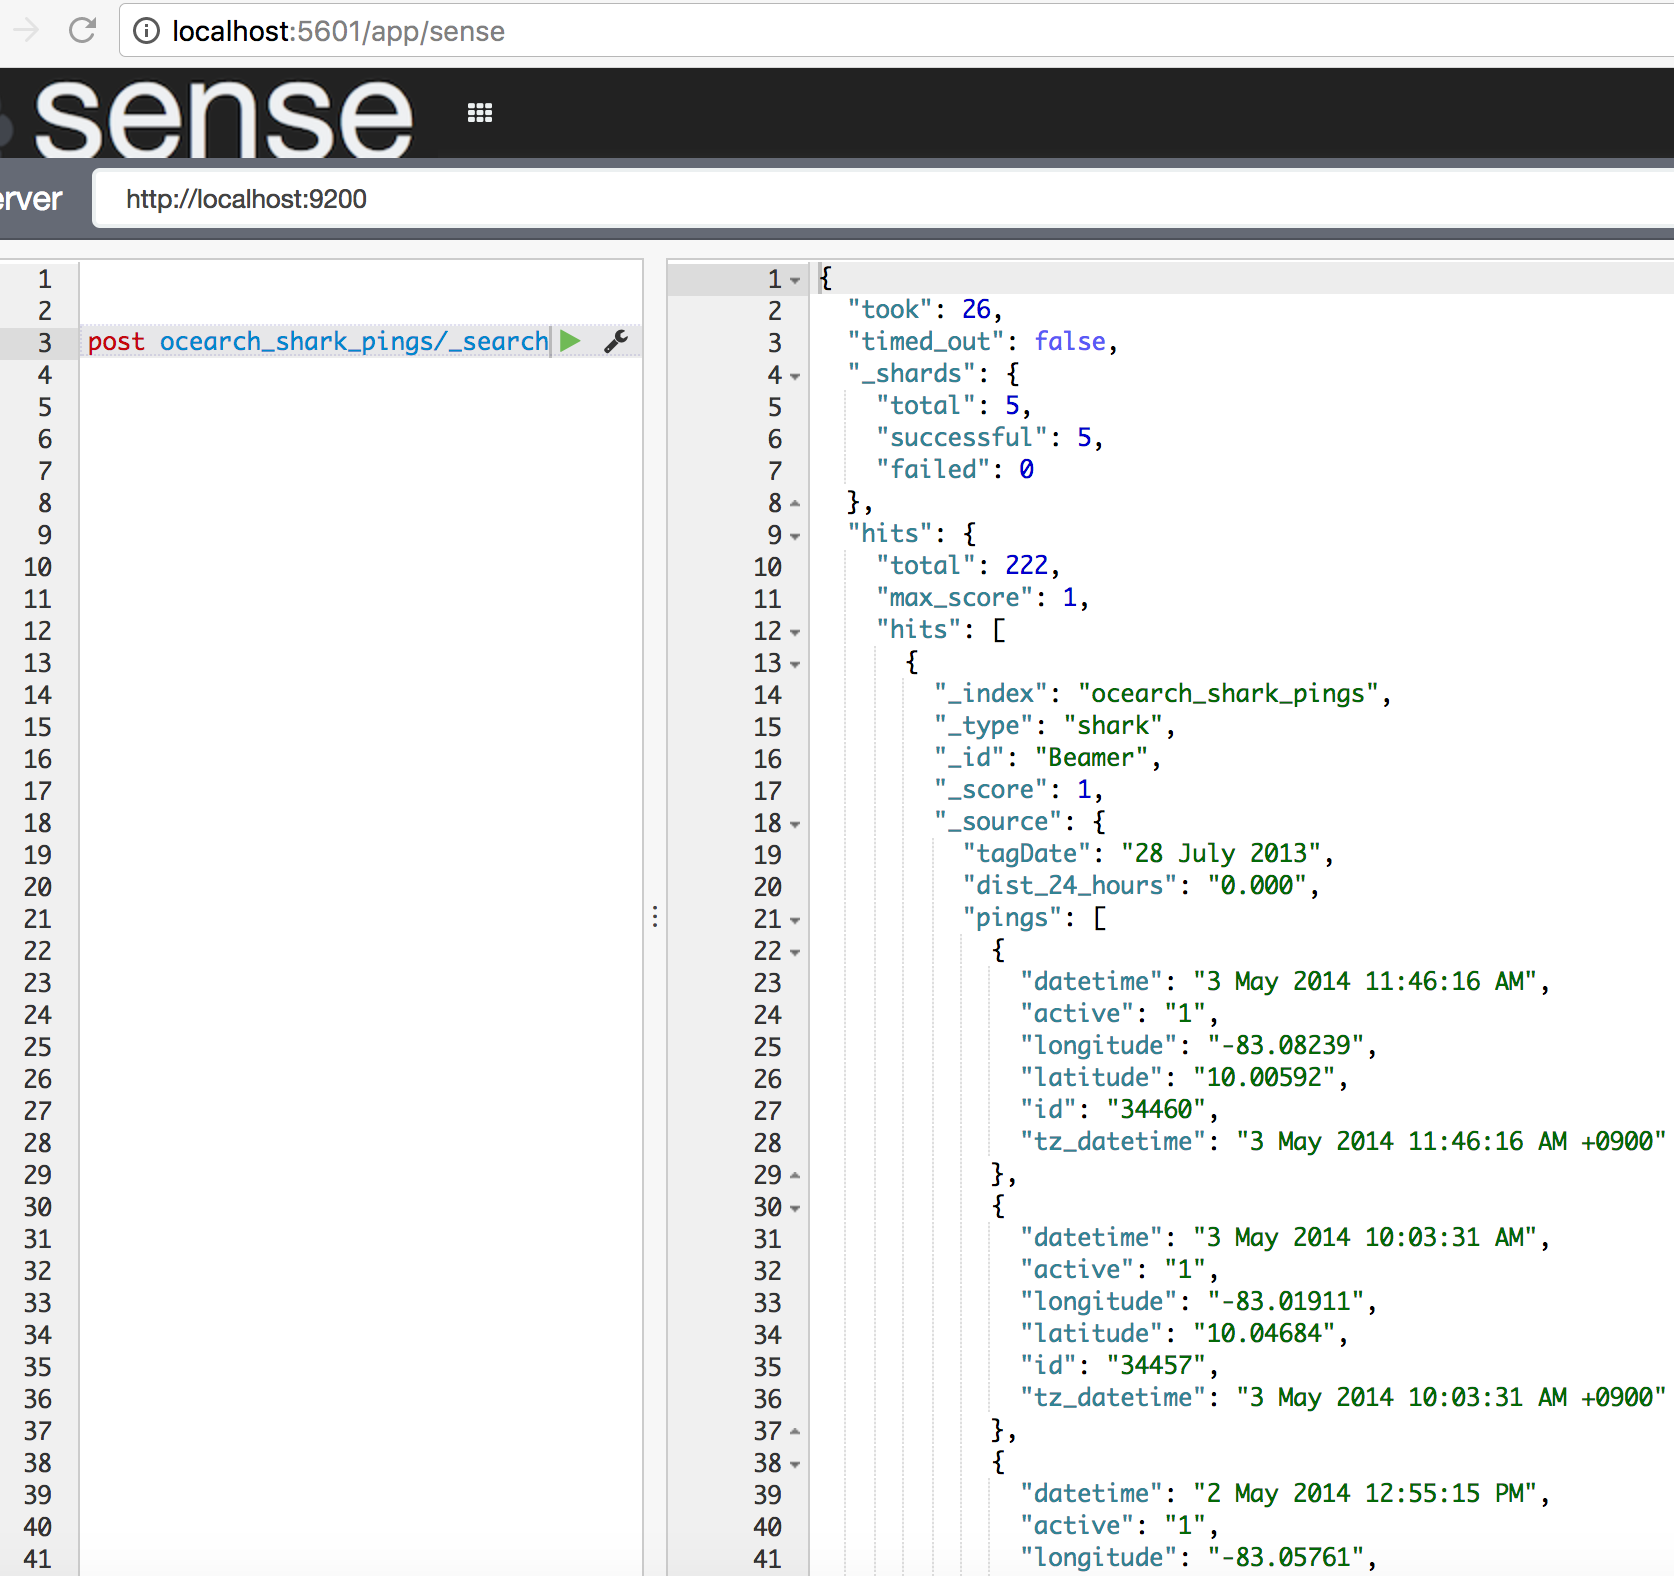 localhost:5601/app/sense
sense
erver
http://localhost:9200
1
2
3 post ocearch_shark_pings/_search
4
5
6
7
8
9
10
11
12
13
14
15
16
17
18
19
20
21
22
23
24
25
26
27
28
29
30
31
32
33
34
35
36
37
38
39
40
41
1 {
2 "took": 26,
3 "timed_out": false,
4 "_shards": {
5 "total": 5,
6 "successful": 5,
7 "failed": 0
8 },
9 "hits": {
10 "total": 222,
11 "max_score": 1,
12 "hits": [
13 {
14 "_index": "ocearch_shark_pings",
15 "_type": "shark",
16 "_id": "Beamer",
17 "_score": 1,
18 "_source": {
19 "tagDate": "28 July 2013",
20 "dist_24_hours": "0.000",
21 "pings": [
22 {
23 "datetime": "3 May 2014 11:46:16 AM",
24 "active": "1",
25 "longitude": "-83.08239",
26 "latitude": "10.00592",
27 "id": "34460",
28 "tz_datetime": "3 May 2014 11:46:16 AM +0900"
29 },
30 {
31 "datetime": "3 May 2014 10:03:31 AM",
32 "active": "1",
33 "longitude": "-83.01911",
34 "latitude": "10.04684",
35 "id": "34457",
36 "tz_datetime": "3 May 2014 10:03:31 AM +0900"
37 },
38 {
39 "datetime": "2 May 2014 12:55:15 PM",
40 "active": "1",
41 "longitude": "-83.05761",